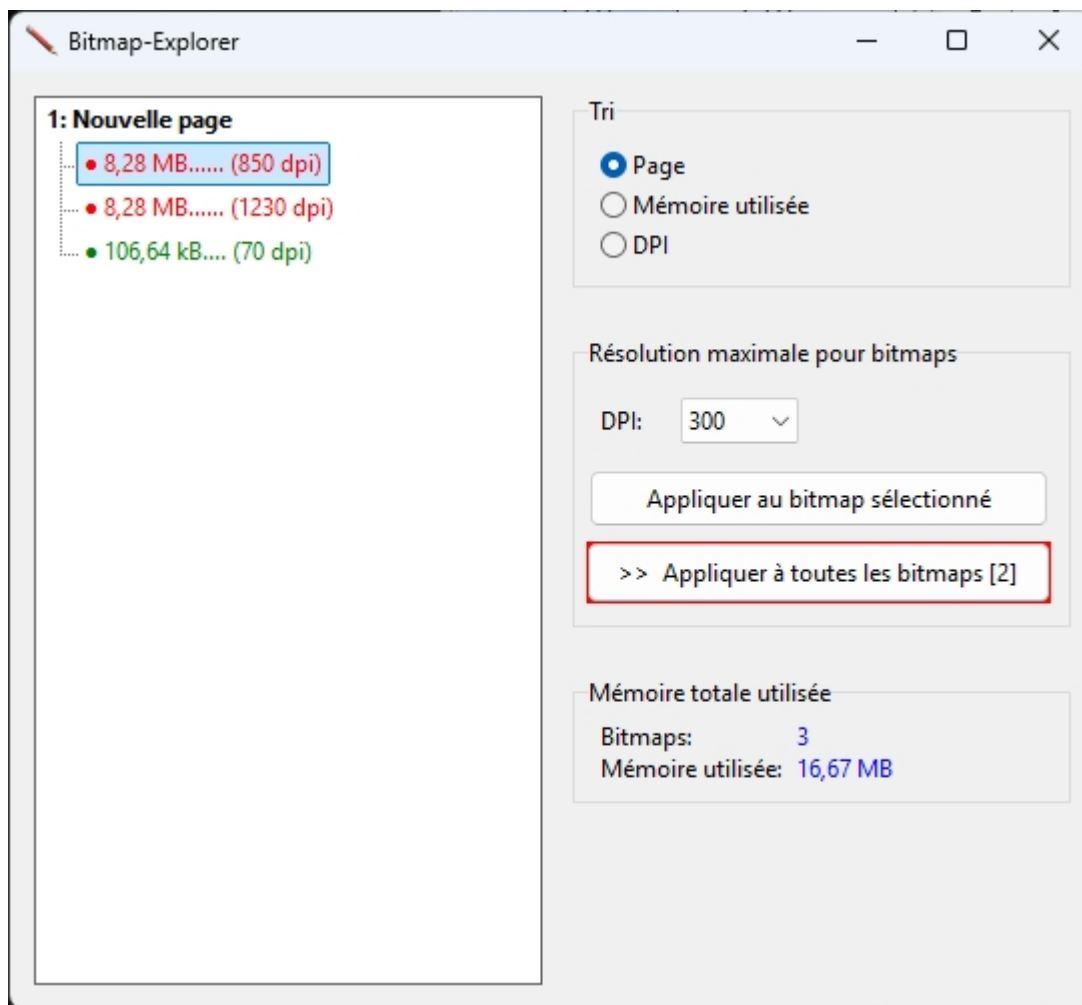 Bitmap-Explorer
1: Nouvelle page
● 8,28 MB...... (850 dpi)
● 8,28 MB...... (1230 dpi)
● 106,64 kB.... (70 dpi)
Tri
Page
Mémoire utilisée
DPI
Résolution maximale pour bitmaps
DPI: 300
Appliquer au bitmap sélectionné
>> Appliquer à toutes les bitmaps [2]
Mémoire totale utilisée
Bitmaps: 3
Mémoire utilisée: 16,67 MB